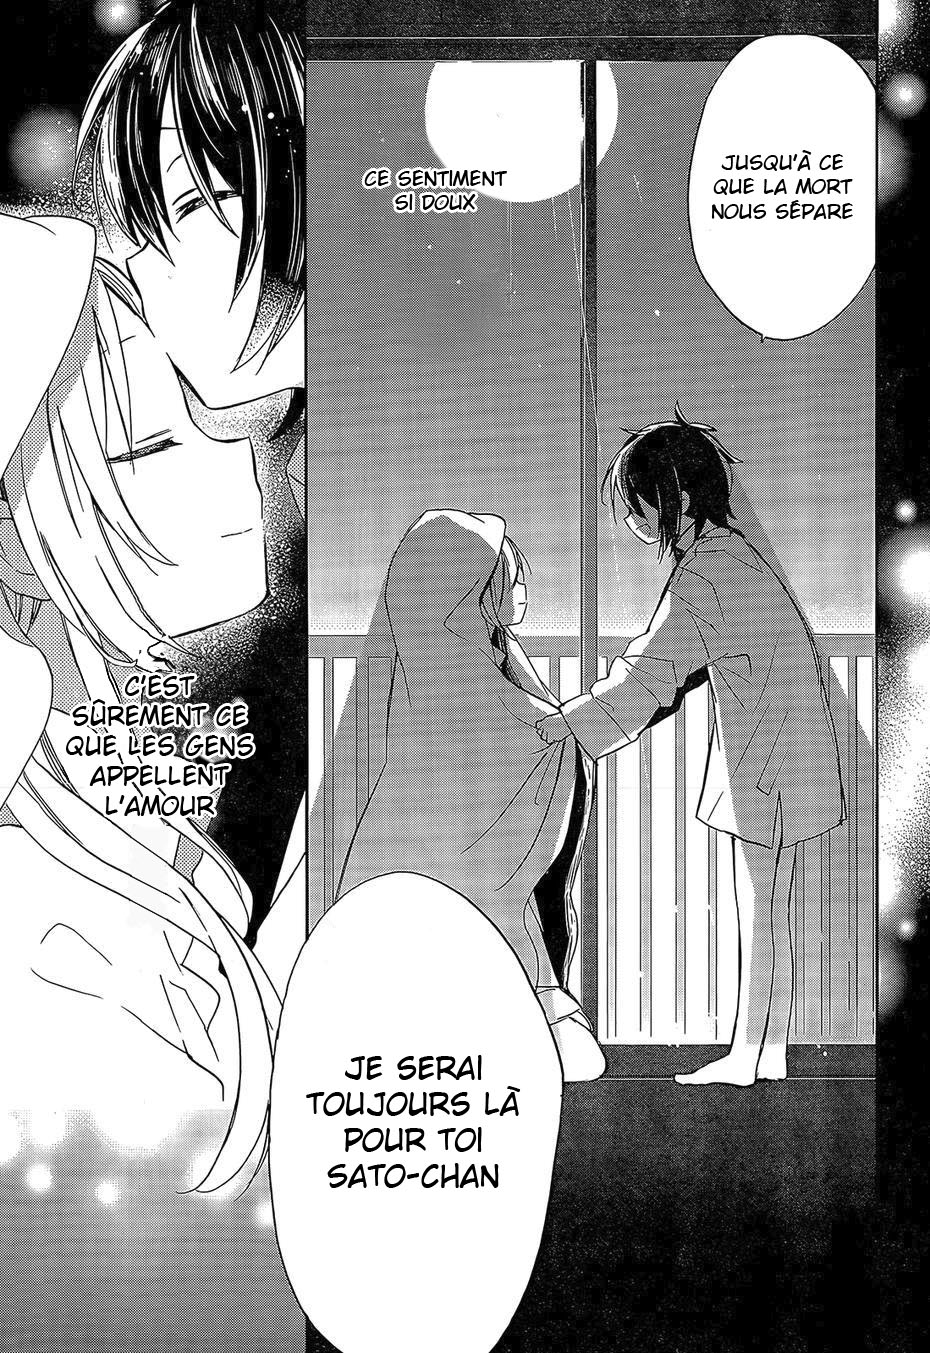 JUSQU'À CE
QUE LA MORT
NOUS SÉPARE
CE SENTIMENT
SI DOUX
C'EST
SÛREMENT CE
QUE LES GENS
APPELLENT
L'AMOUR
JE SERAI
TOUJOURS LÀ
POUR TOI
SATO-CHAN